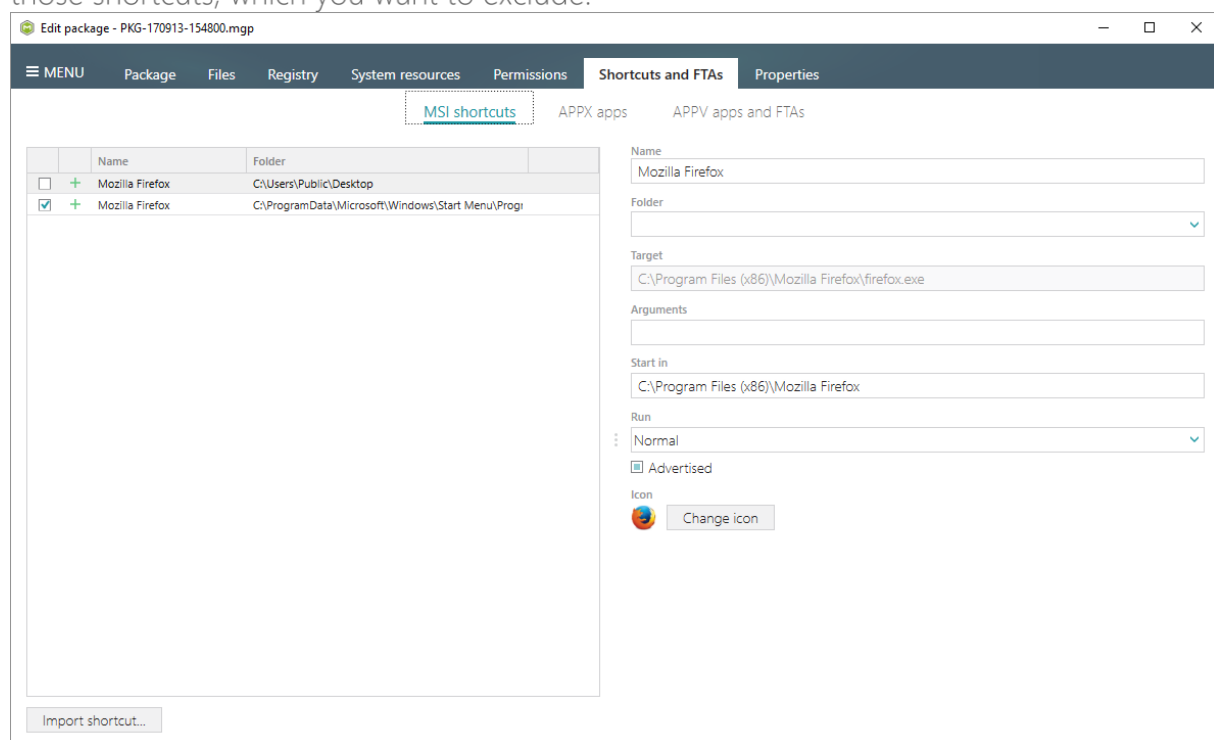 those shortcuts, which you want to exclude.
Edit package - PKG-170913-154800.mgp
MENU Package Files Registry System resources Permissions Shortcuts and FTAs Properties
MSI shortcuts APPX apps APPV apps and FTAs
Name Folder
Mozilla Firefox C:\Users\Public\Desktop
Mozilla Firefox C:\ProgramData\Microsoft\Windows\Start Menu\Progr
Name
Mozilla Firefox
Folder
Target
C:\Program Files (x86)\Mozilla Firefox\firefox.exe
Arguments
Start in
C:\Program Files (x86)\Mozilla Firefox
Run
Normal
Advertised
Icon
Change icon
Import shortcut...